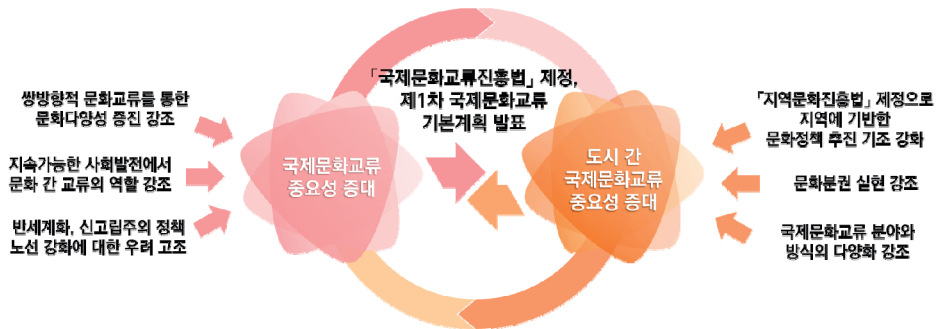 쌍방향적 문화교류를 통한
문화다양성 증진 강조
지속가능한 사회발전에서
문화 간 교류의 역할 강조
반세계화, 신고립주의 정책
노선 강화에 대한 우려 고조
국제문화교류
중요성 증대
「국제문화교류진흥법」 제정,
제1차 국제문화교류
기본계획 발표
도시 간
국제문화교류
중요성 증대
「지역문화진흥법」 제정으로
지역에 기반한
문화정책 추진 기조 강화
문화분권 실현 강조
국제문화교류 분야와
방식의 다양화 강조